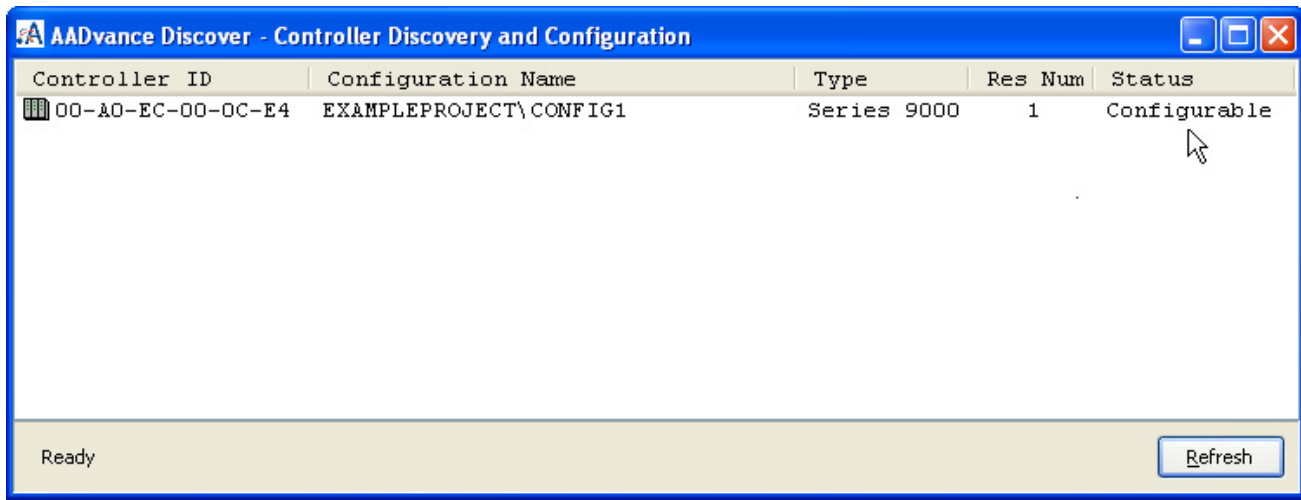 AADvance Discover - Controller Discovery and Configuration
Controller ID Configuration Name Type Res Num Status
00-A0-EC-00-0C-E4 EXAMPLEPROJECT\CONFIG1 Series 9000 1 Configurable
Ready Refresh